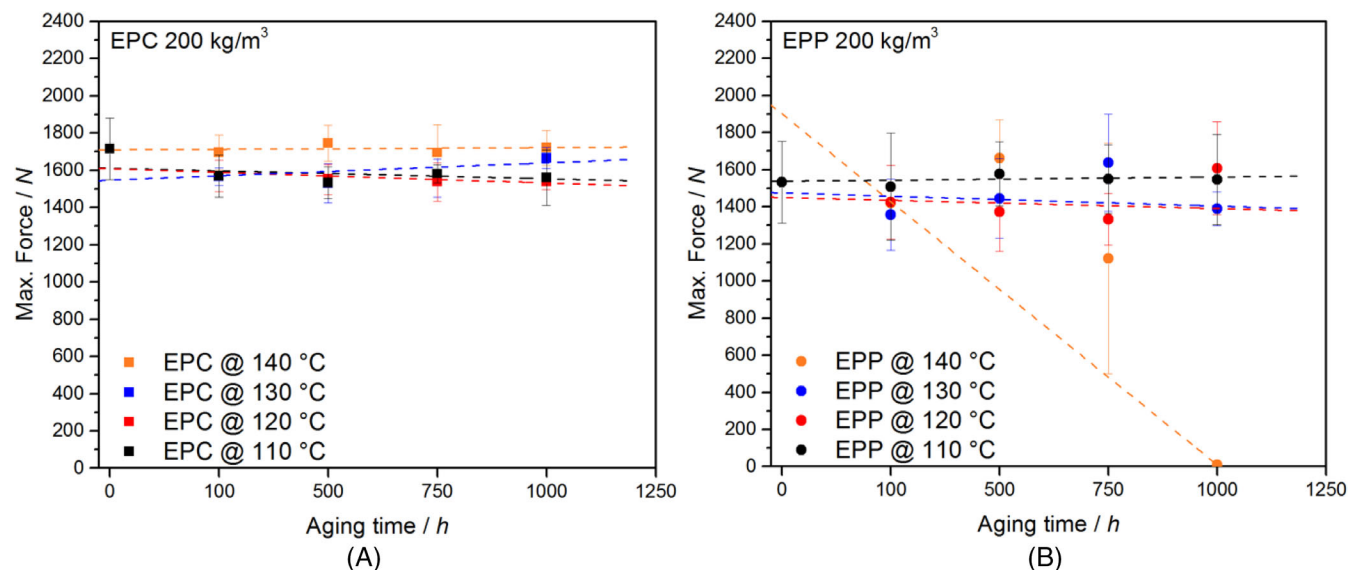 EPC 200 kg/m³
Max. Force / N
2400
2200
2000
1800
1600
1400
1200
1000
800
600
400
200
0
EPC @ 140 °C
EPC @ 130 °C
EPC @ 120 °C
EPC @ 110 °C
0 100 500 750 1000 1250
Aging time / h
(A)
EPP 200 kg/m³
Max. Force / N
2400
2200
2000
1800
1600
1400
1200
1000
800
600
400
200
0
EPP @ 140 °C
EPP @ 130 °C
EPP @ 120 °C
EPP @ 110 °C
0 100 500 750 1000 1250
Aging time / h
(B)